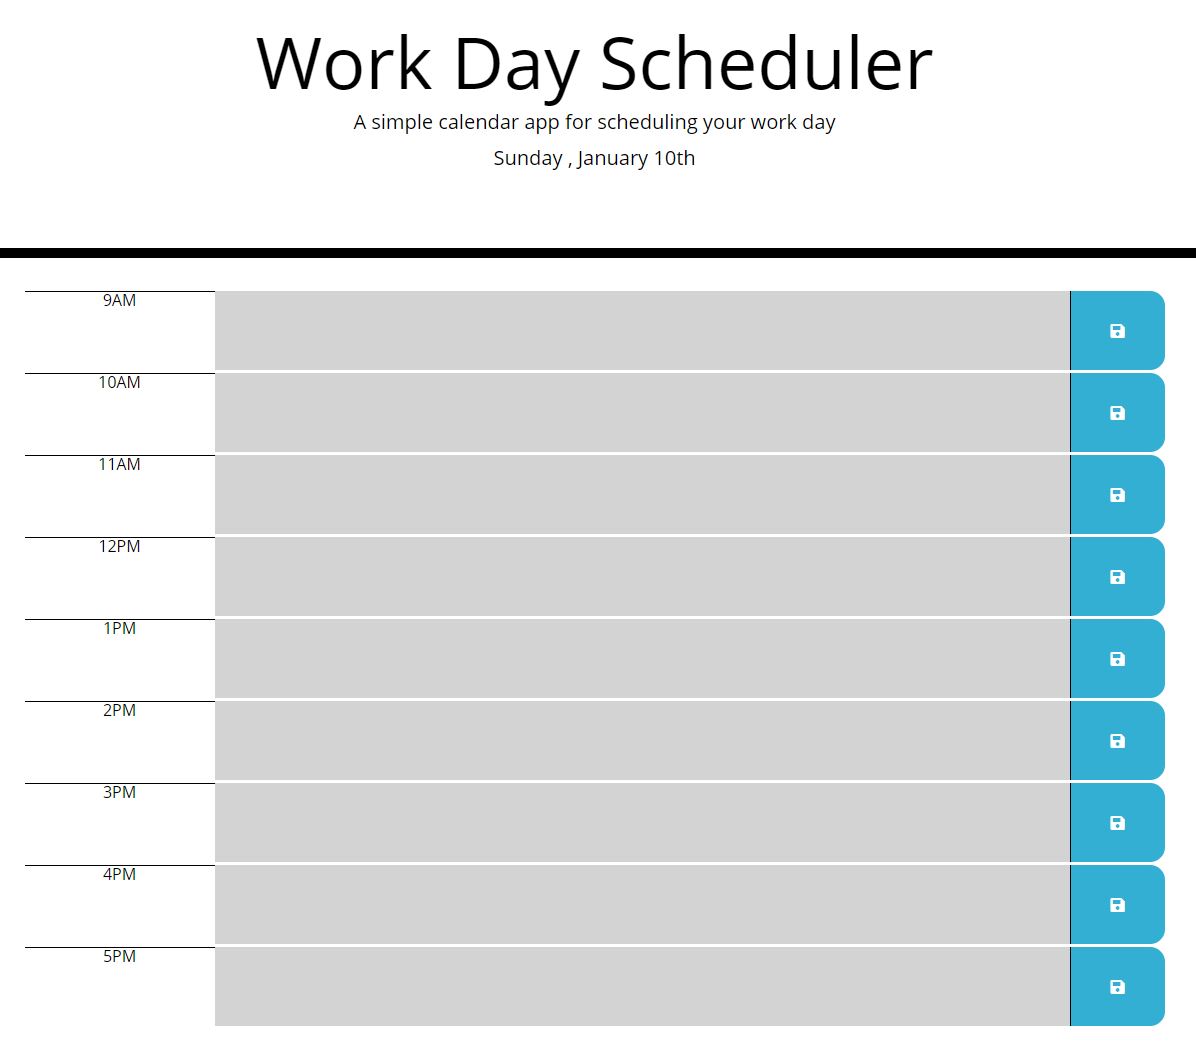 Work Day Scheduler
A simple calendar app for scheduling your work day
Sunday , January 10th
9AM
10AM
11AM
12PM
1PM
2PM
3PM
4PM
5PM